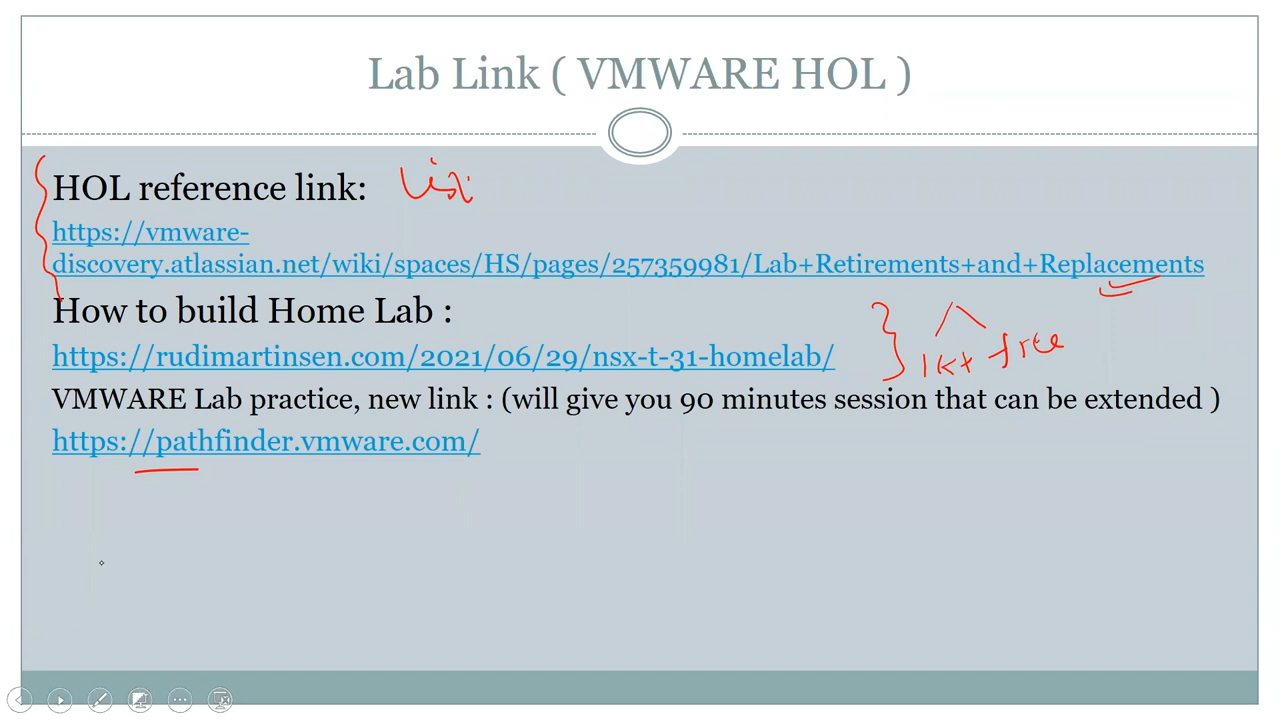 Lab Link ( VMWARE HOL )
HOL reference link: List
https://vmware-
discovery.atlassian.net/wiki/spaces/HS/pages/257359981/Lab+Retirements+and+Replacements
How to build Home Lab :
https://rudimartinsen.com/2021/06/29/nsx-t-31-homelab/
1k+ free
VMWARE Lab practice, new link : (will give you 90 minutes session that can be extended )
https://pathfinder.vmware.com/